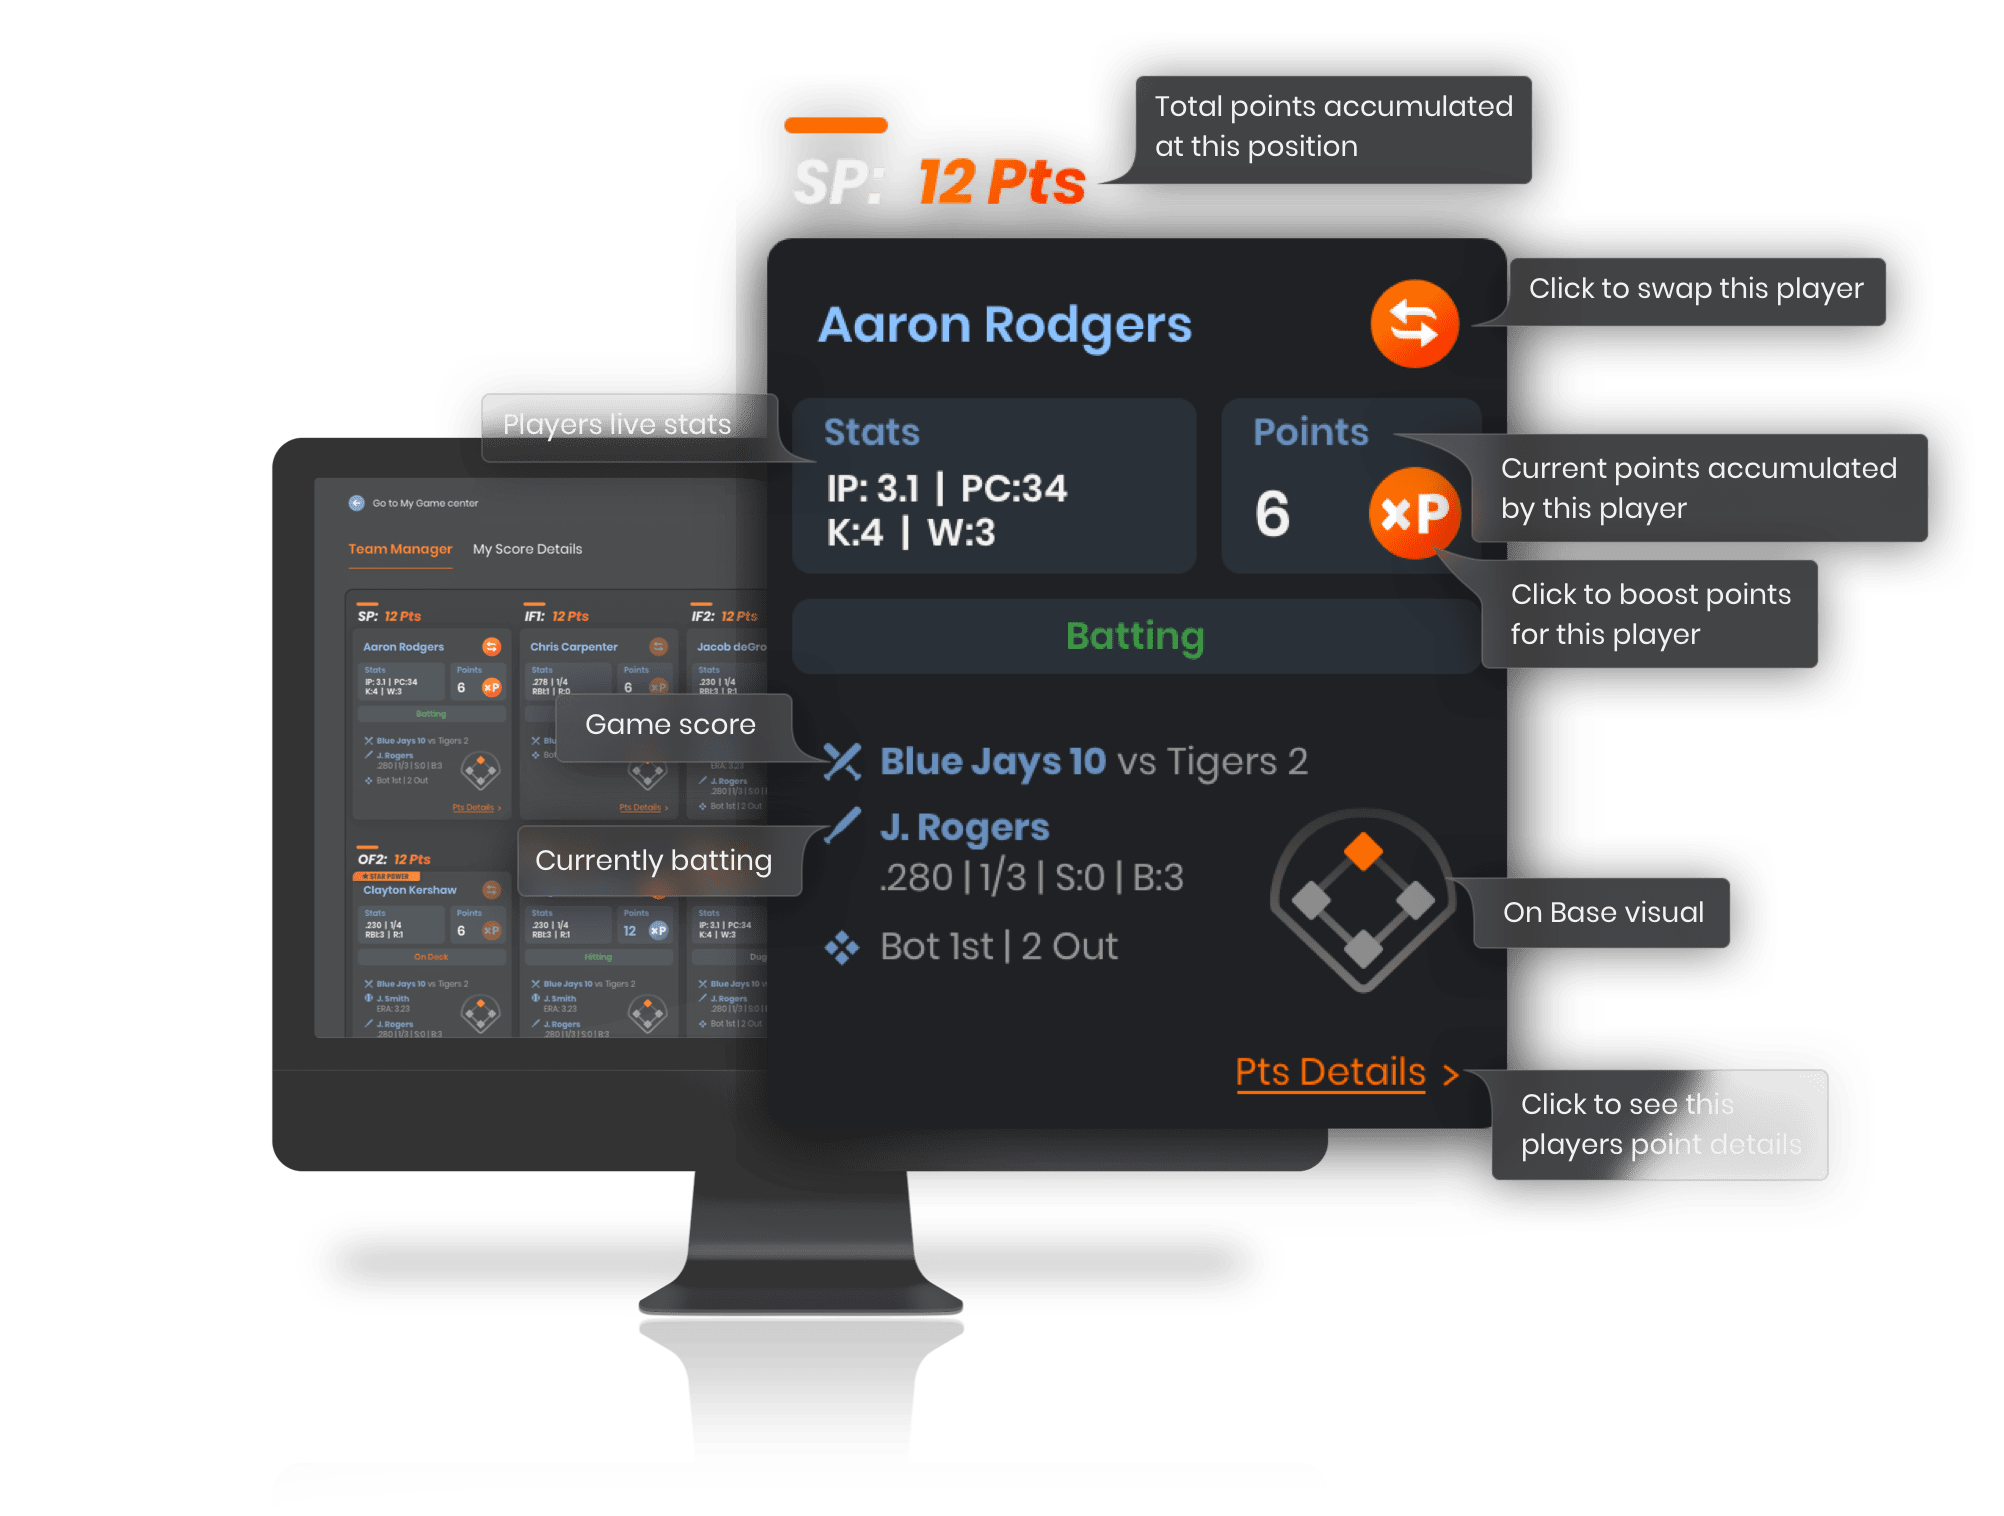 Total points accumulated
at this position
SP: 12 Pts
Click to swap this player
Aaron Rodgers
Players live stats
Stats
IP: 3.1 | PC:34
K:4 | W:3
Points
6
xP
Current points accumulated
by this player
Click to boost points
for this player
Batting
Game score
Blue Jays 10 vs Tigers 2
Currently batting
J. Rogers
.280 | 1/3 | S:0 | B:3
Bot 1st | 2 Out
On Base visual
Pts Details >
Click to see this
players point details
Go to My Game center
Team Manager
My Score Details
SP: 12 Pts
Aaron Rodgers
Stats
IP: 3.1 | PC:34
K:4 | W:3
Points
6
xP
Batting
Blue Jays 10 vs Tigers 2
J. Rogers
.280 | 1/3 | S:0 | B:3
Bot 1st | 2 Out
Pts Details >
IF1: 12 Pts
Chris Carpenter
Stats
.278 | 1/4
RBI:1 | R:0
Points
6
xP
Blu
Bot
Pts Details >
IF2: 12 Pts
Jacob deGro
Stats
.230 | 1/4
RBI:3 | R:1
ERA: 3.23
J. Rogers
.280 | 1/3 | S:0 |
Bot 1st | 2 Out
OF2: 12 Pts
STAR POWER
Clayton Kershaw
Stats
.230 | 1/4
RBI:3 | R:1
Points
6
xP
On Deck
Blue Jays 10 vs Tigers 2
J. Smith
ERA: 3.23
J. Rogers
.280 | 1/3 | S:0 | B:3
Stats
.230 | 1/4
RBI:3 | R:1
Points
12
xP
Hitting
Blue Jays 10 vs Tigers 2
J. Smith
ERA: 3.23
J. Rogers
.280 | 1/3 | S:0 | B:3
Stats
IP: 3.1 | PC:34
K:4 | W:3
Dug
Blue Jays 10 v
J. Rogers
.280 | 1/3 | S:0 |
Bot 1st | 2 Out